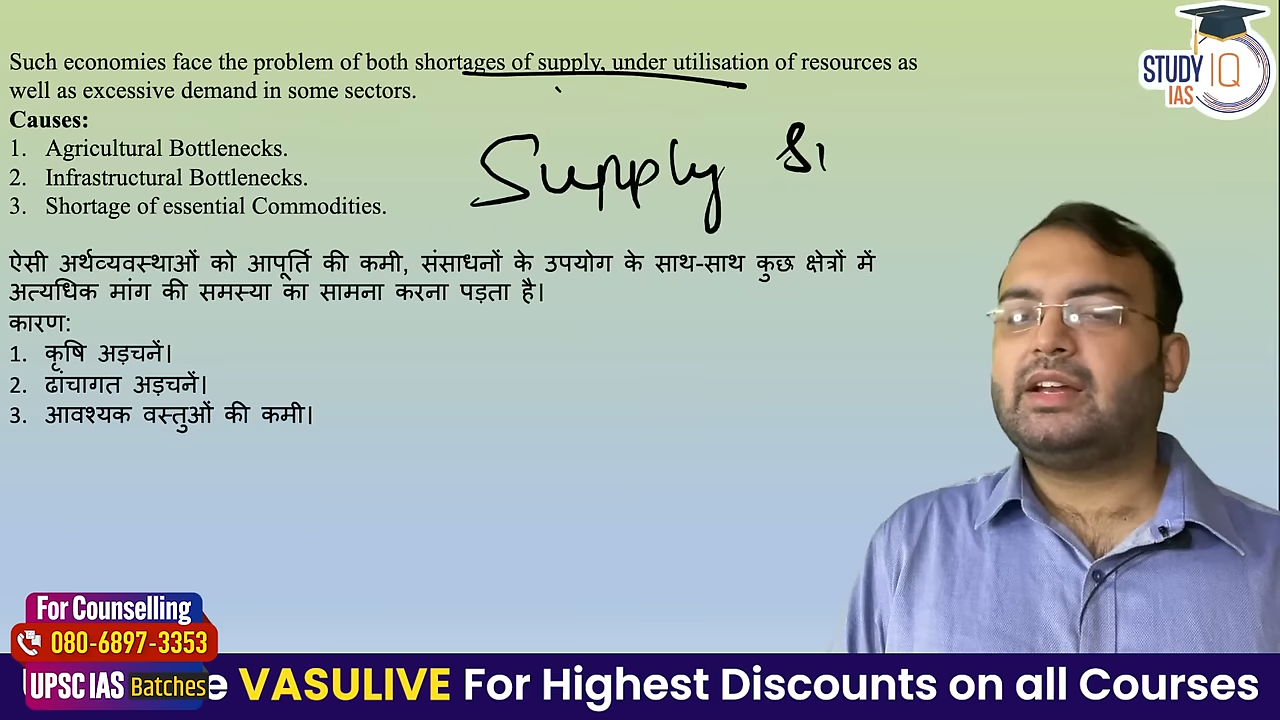 Such economies face the problem of both shortages of supply, under utilisation of resources as
well as excessive demand in some sectors.
Causes:
1. Agricultural Bottlenecks.
2. Infrastructural Bottlenecks.
3. Shortage of essential Commodities.
Supply
ऐसी अर्थव्यवस्थाओं को आपूर्ति की कमी, संसाधनों के उपयोग के साथ-साथ कुछ क्षेत्रों में
अत्यधिक मांग की समस्या का सामना करना पड़ता है।
कारण:
1. कृषि अड़चनें।
2. ढांचागत अड़चनें।
3. आवश्यक वस्तुओं की कमी।
STUDY IQ
IAS
For Counselling
080-6897-3353
UPSC IAS Batches
VASULIVE For Highest Discounts on all Courses